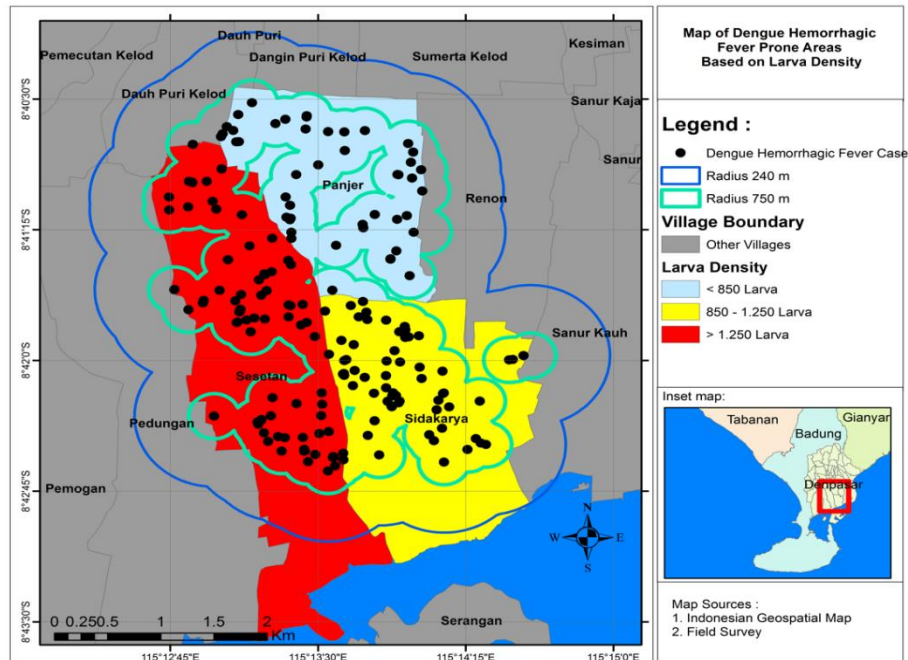 Map of Dengue Hemorrhagic
Fever Prone Areas
Based on Larva Density
Legend :
Dengue Hemorrhagic Fever Case
Radius 240 m
Radius 750 m
Village Boundary
Other Villages
Larva Density
< 850 Larva
850 - 1.250 Larva
> 1.250 Larva
Inset map:
Tabanan
Gianyar
Badung
Denpasar
Map Sources :
1. Indonesian Geospatial Map
2. Field Survey
Dauh Puri
Kesiman
Pemecutan Kelod
Dangin Puri Kelod
Sumerta Kelod
Dauh Puri Kelod
Sanur Kaja
Sanur
Panjer
Renon
Sanur Kauh
Sesetan
Sidakarya
Pedungan
Pemogan
Serangan
N
W
E
S
0 0.25 0.5 1 1.5 2
Km
8°40'30"S
8°41'15"S
8°42'0"S
8°42'45"S
8°43'30"S
115°12'45"E
115°13'30"E
115°14'15"E
115°15'0"E